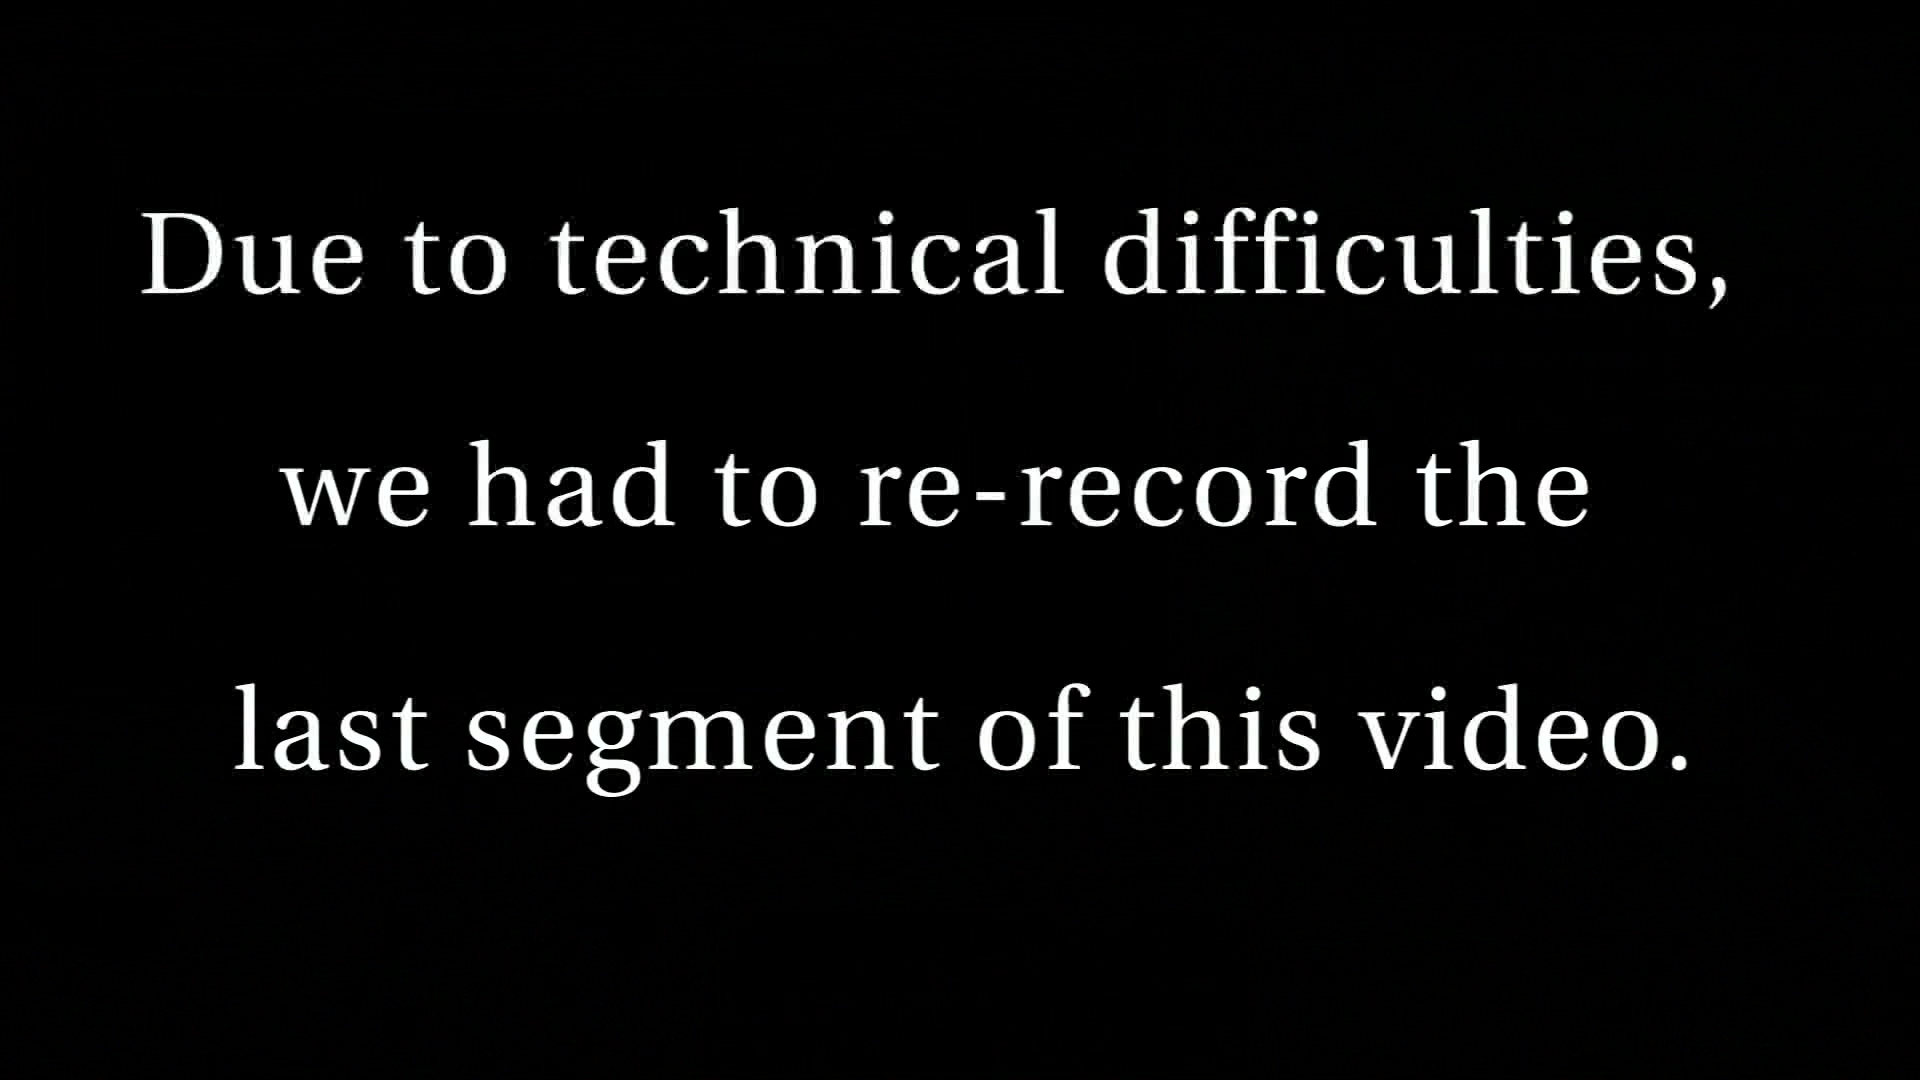 Due to technical difficulties,
we had to re-record the
last segment of this video.